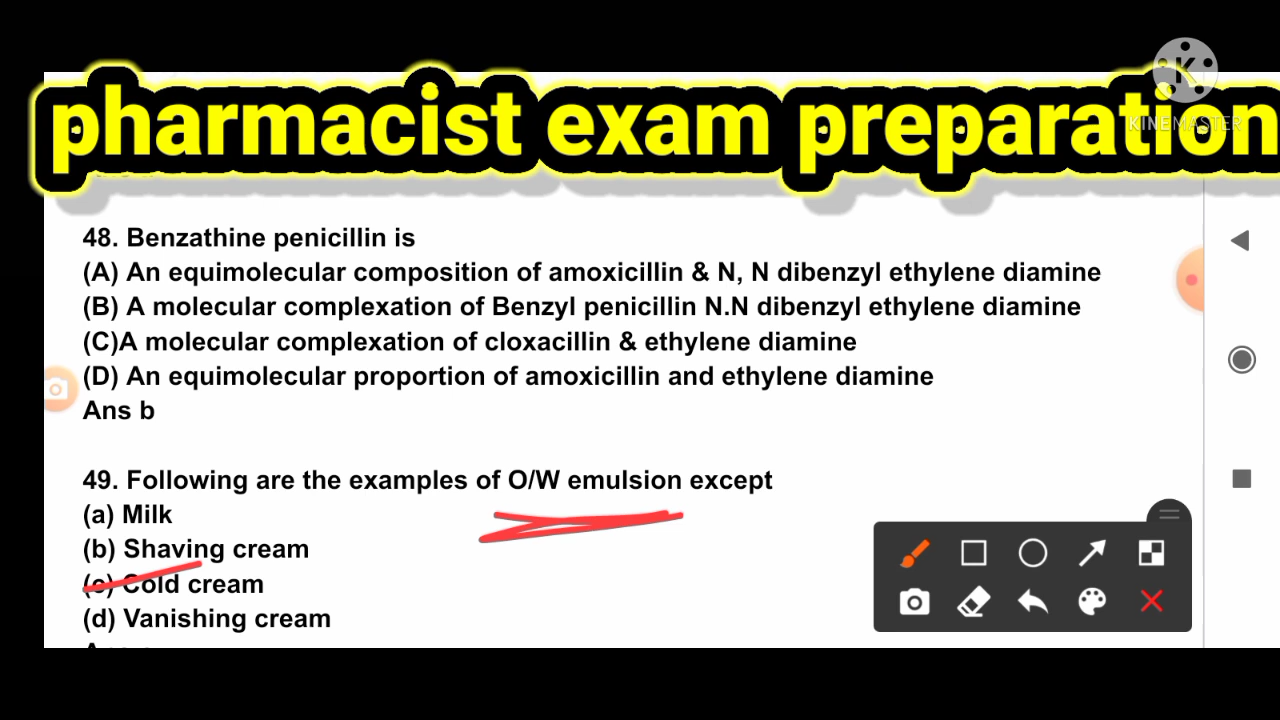 pharmacist exam preparation
KINEMASTER
48. Benzathine penicillin is
(A) An equimolecular composition of amoxicillin & N, N dibenzyl ethylene diamine
(B) A molecular complexation of Benzyl penicillin N.N dibenzyl ethylene diamine
(C)A molecular complexation of cloxacillin & ethylene diamine
(D) An equimolecular proportion of amoxicillin and ethylene diamine
Ans b
49. Following are the examples of O/W emulsion except
(a) Milk
(b) Shaving cream
(c) Cold cream
(d) Vanishing cream